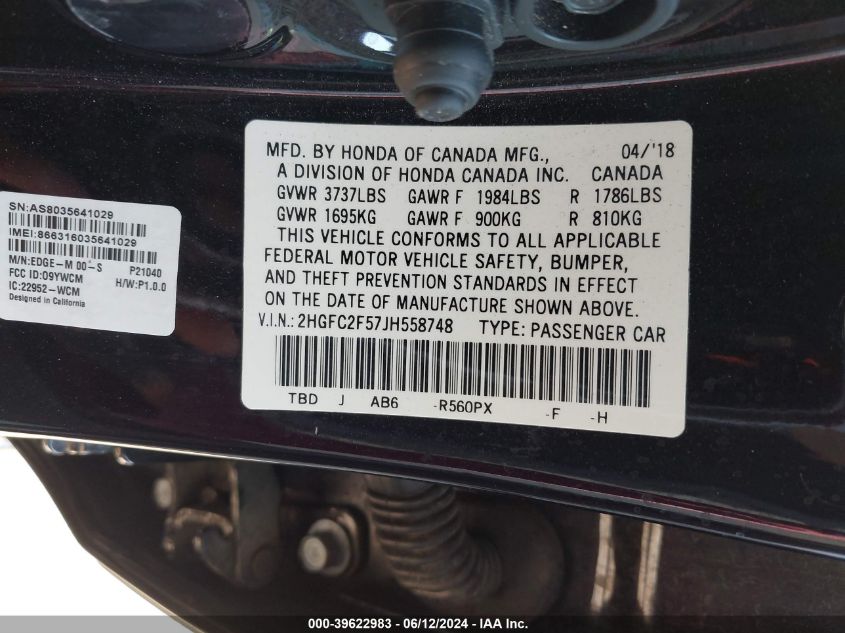 MFD. BY HONDA OF CANADA MFG., 04/'18
A DIVISION OF HONDA CANADA INC. CANADA
GVWR 3737LBS GAWR F 1984LBS R 1786LBS
GVWR 1695KG GAWR F 900KG R 810KG
THIS VEHICLE CONFORMS TO ALL APPLICABLE
FEDERAL MOTOR VEHICLE SAFETY, BUMPER,
AND THEFT PREVENTION STANDARDS IN EFFECT
ON THE DATE OF MANUFACTURE SHOWN ABOVE.
V.I.N.: 2HGFC2F57JH558748 TYPE: PASSENGER CAR
TBD J AB6 -R560PX -F -H
SN:AS8035641029
IMEI:866316035641029
M/N:EDGE-M 00 -S P21040
FCC ID:O9YWCM H/W:P1.0.0
IC:22952-WCM
Designed in California
000-39622983 / 06/12/2024 - IAA Inc.